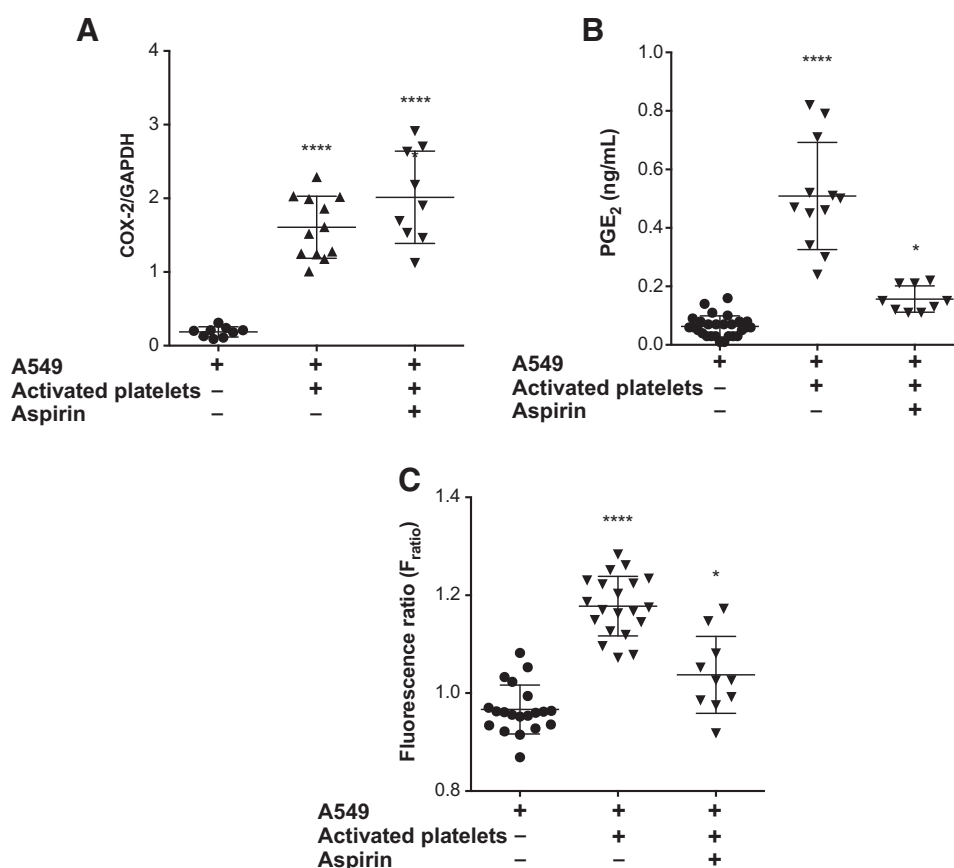 A
COX-2/GAPDH
4
3
2
1
0
****
****
*
A549 + + +
Activated platelets – + +
Aspirin – – +
B
PGE2 (ng/mL)
1.0
0.8
0.6
0.4
0.2
0.0
****
*
A549 + + +
Activated platelets – + +
Aspirin – – +
C
Fluorescence ratio (Fratio)
1.4
1.2
1.0
0.8
****
*
A549 + + +
Activated platelets – + +
Aspirin – – +